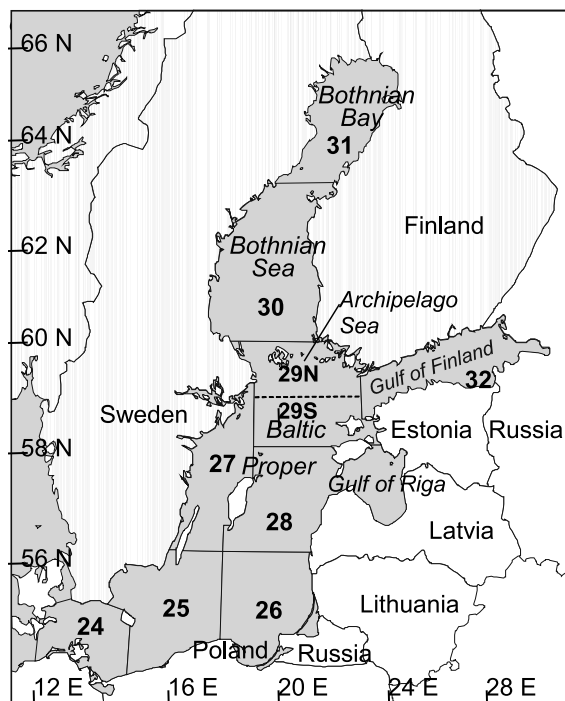 66 N
Bothnian
Bay
64 N
31
Finland
62 N
Bothnian
Sea
30
Archipelago
Sea
60 N
29N
Gulf of Finland
32
29S
Sweden
Baltic
Estonia
Russia
58 N
27
Proper
Gulf of Riga
28
Latvia
56 N
25
26
Lithuania
24
Poland
Russia
12 E
16 E
20 E
24 E
28 E